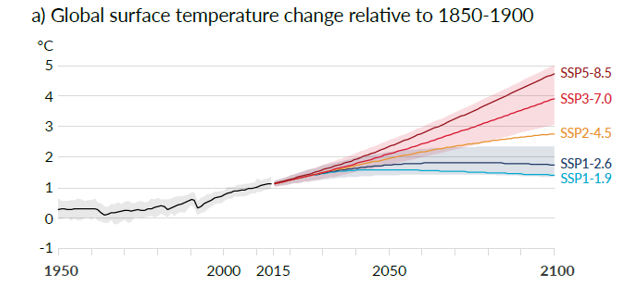 a) Global surface temperature change relative to 1850-1900
°C
5
SSP5-8.5
4
SSP3-7.0
3
SSP2-4.5
2
SSP1-2.6
SSP1-1.9
1
0
-1
1950 2000 2015 2050 2100